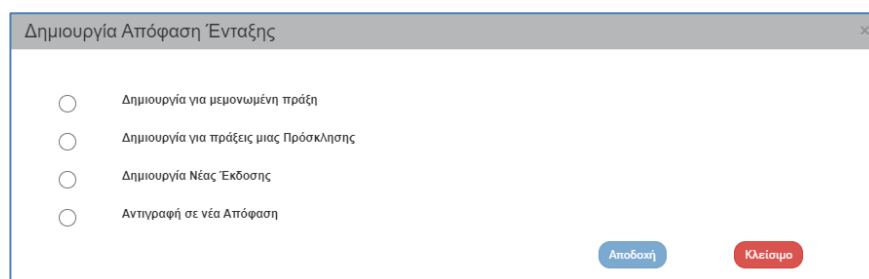 Δημιουργία Απόφαση Ένταξης ×
Δημιουργία για μεμονωμένη πράξη
Δημιουργία για πράξεις μιας Πρόσκλησης
Δημιουργία Νέας Έκδοσης
Αντιγραφή σε νέα Απόφαση
Αποδοχή Κλείσιμο